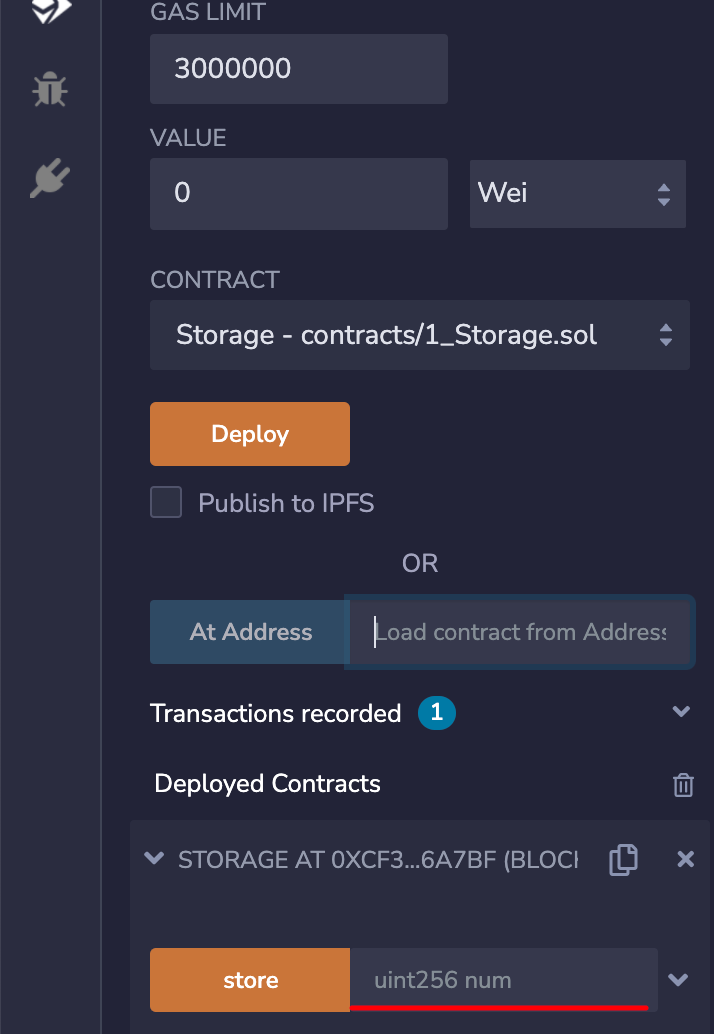 GAS LIMIT
3000000
VALUE
0 Wei
CONTRACT
Storage - contracts/1_Storage.sol
Deploy
Publish to IPFS
OR
At Address Load contract from Address
Transactions recorded 1
Deployed Contracts
STORAGE AT 0XCF3...6A7BF (BLOCK
store uint256 num